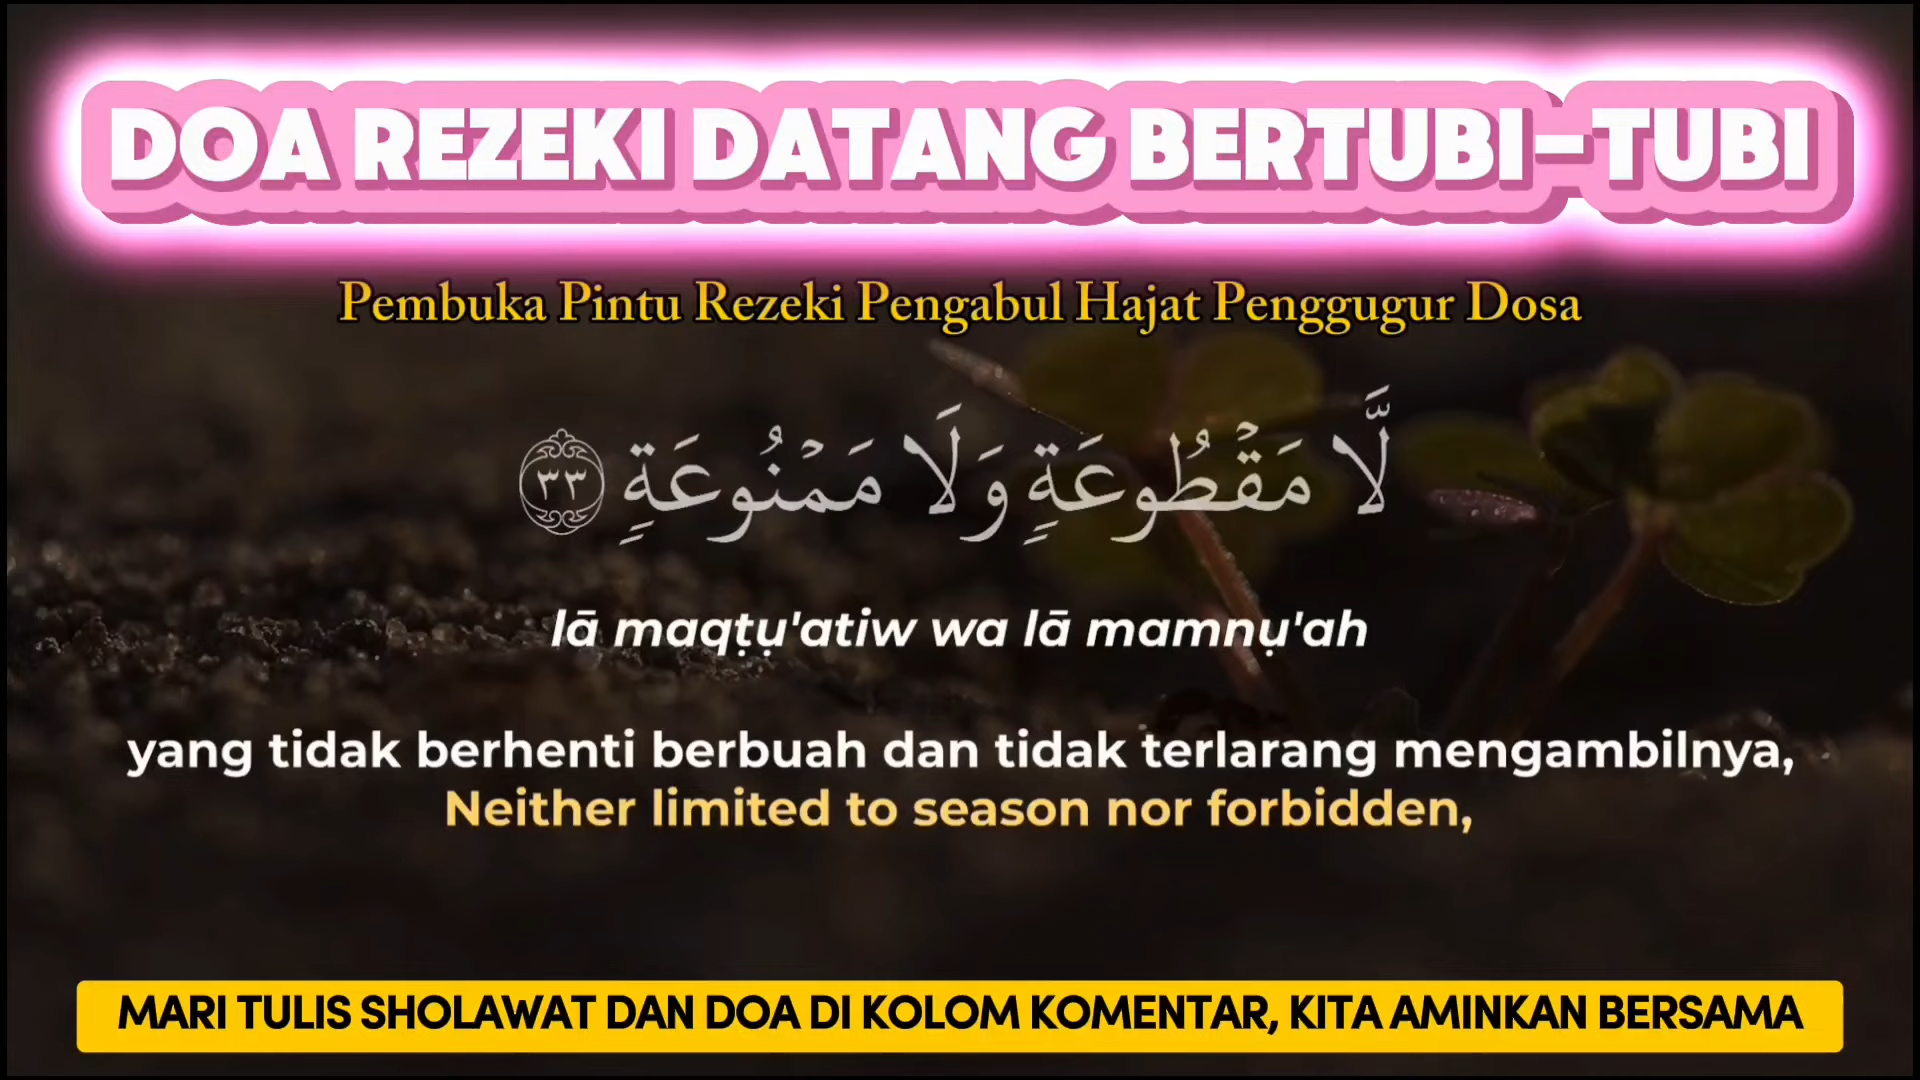 DOA REZEKI DATANG BERTUBI-TUBI
Pembuka Pintu Rezeki Pengabul Hajat Penggugur Dosa
لَّا مَقْطُوعَةٍ وَلَا مَمْنُوعَةٍ ٣٣
lā maqṭụ'atiw wa lā mamnụ'ah
yang tidak berhenti berbuah dan tidak terlarang mengambilnya,
Neither limited to season nor forbidden,
MARI TULIS SHOLAWAT DAN DOA DI KOLOM KOMENTAR, KITA AMINKAN BERSAMA